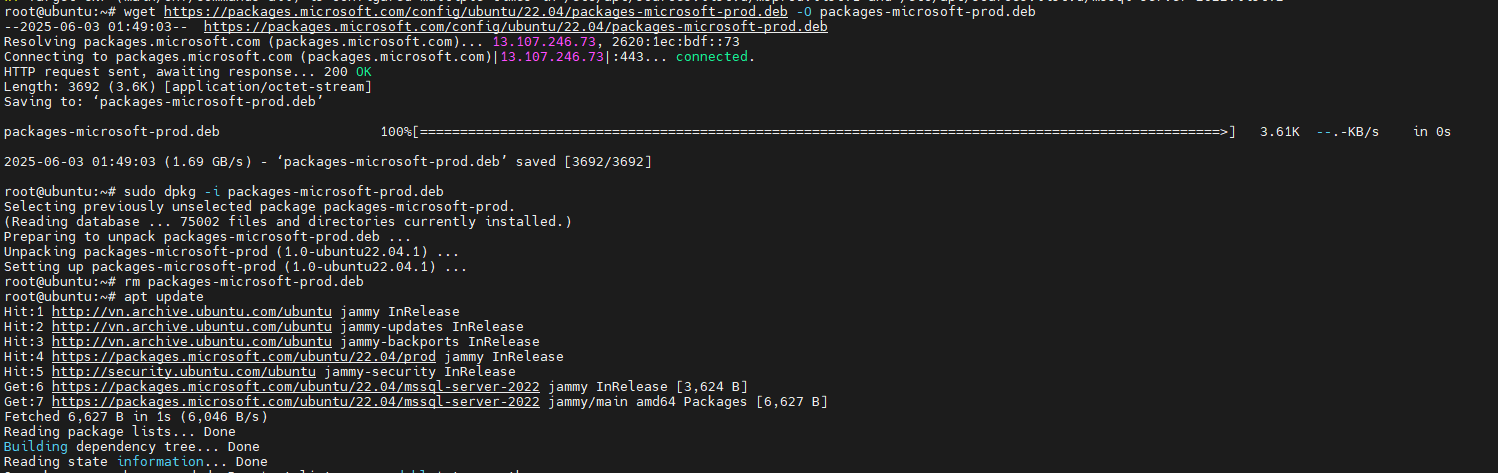 root@ubuntu:~# wget https://packages.microsoft.com/config/ubuntu/22.04/packages-microsoft-prod.deb -O packages-microsoft-prod.deb
--2025-06-03 01:49:03--  https://packages.microsoft.com/config/ubuntu/22.04/packages-microsoft-prod.deb
Resolving packages.microsoft.com (packages.microsoft.com)... 13.107.246.73, 2620:1ec:bdf::73
Connecting to packages.microsoft.com (packages.microsoft.com)|13.107.246.73|:443... connected.
HTTP request sent, awaiting response... 200 OK
Length: 3692 (3.6K) [application/octet-stream]
Saving to: ‘packages-microsoft-prod.deb’
packages-microsoft-prod.deb 100%[====================================================================================================>] 3.61K --.-KB/s in 0s
2025-06-03 01:49:03 (1.69 GB/s) - ‘packages-microsoft-prod.deb’ saved [3692/3692]
root@ubuntu:~# sudo dpkg -i packages-microsoft-prod.deb
Selecting previously unselected package packages-microsoft-prod.
(Reading database ... 75002 files and directories currently installed.)
Preparing to unpack packages-microsoft-prod.deb ...
Unpacking packages-microsoft-prod (1.0-ubuntu22.04.1) ...
Setting up packages-microsoft-prod (1.0-ubuntu22.04.1) ...
root@ubuntu:~# rm packages-microsoft-prod.deb
root@ubuntu:~# apt update
Hit:1 http://vn.archive.ubuntu.com/ubuntu jammy InRelease
Hit:2 http://vn.archive.ubuntu.com/ubuntu jammy-updates InRelease
Hit:3 http://vn.archive.ubuntu.com/ubuntu jammy-backports InRelease
Hit:4 https://packages.microsoft.com/ubuntu/22.04/prod jammy InRelease
Hit:5 http://security.ubuntu.com/ubuntu jammy-security InRelease
Get:6 https://packages.microsoft.com/ubuntu/22.04/mssql-server-2022 jammy InRelease [3,624 B]
Get:7 https://packages.microsoft.com/ubuntu/22.04/mssql-server-2022 jammy/main amd64 Packages [6,627 B]
Fetched 6,627 B in 1s (6,046 B/s)
Reading package lists... Done
Building dependency tree... Done
Reading state information... Done